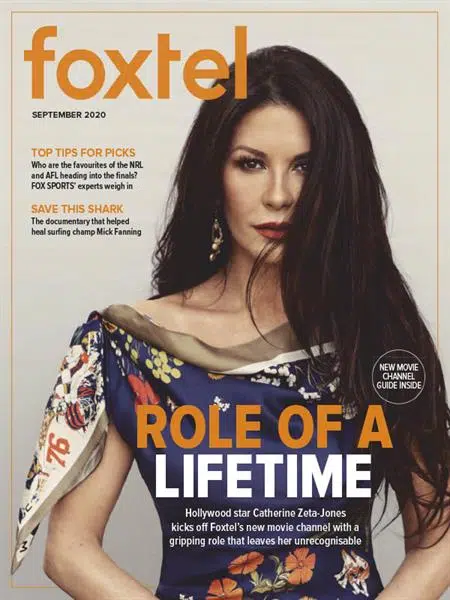 foxtel
SEPTEMBER 2020
TOP TIPS FOR PICKS
Who are the favourites of the NRL
and AFL heading into the finals?
FOX SPORTS' experts weigh in
SAVE THIS SHARK
The documentary that helped
heal surfing champ Mick Fanning
NEW MOVIE
CHANNEL
GUIDE INSIDE
76
ROLE OF A
LIFETIME
Hollywood star Catherine Zeta-Jones
kicks off Foxtel's new movie channel with a
gripping role that leaves her unrecognisable